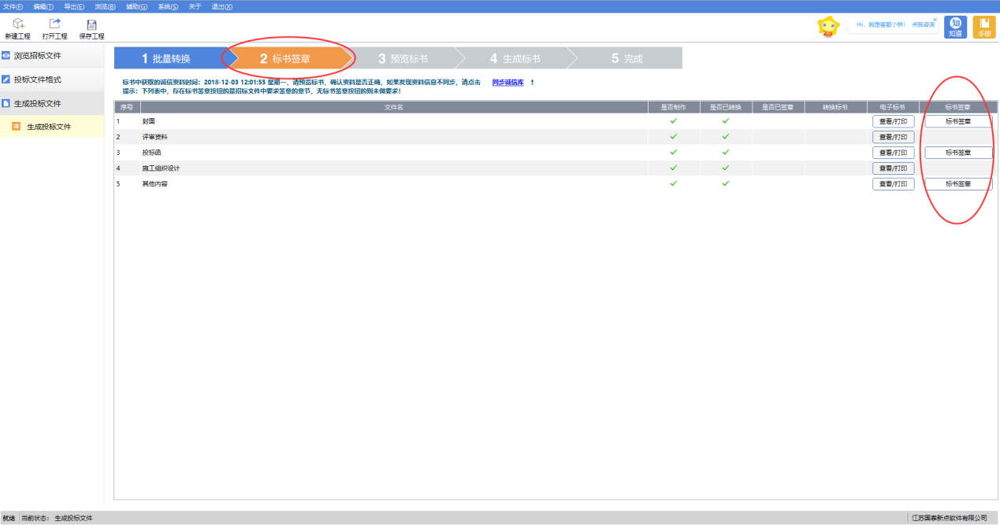 文件(F) 编辑(T) 导出(E) 浏览(B) 辅助(G) 系统(S) 关于 退出(X)
新建工程 打开工程 保存工程
Hi，我是客服小桥！ 点我咨询
知
知道
手册
浏览招标文件
投标文件格式
生成投标文件
生成投标文件
1 批量转换 2 标书签章 3 预览标书 4 生成标书 5 完成
标书中获取的诚信资料时间：2018-12-03 12:01:55 星期一，请预览标书，确认资料是否正确，如果发现资料信息不同步，请点击 同步诚信库 ！
提示：下列表中，存在标书签章按钮的是招标文件中要求签章的章节，无标书签章按钮的则未做要求！
序号 文件名 是否制作 是否已转换 是否已签章 转换标书 电子标书 标书签章
1 封面 查看/打印 标书签章
2 评审资料 查看/打印
3 投标函 查看/打印 标书签章
4 施工组织设计 查看/打印
5 其他内容 查看/打印 标书签章
就绪 当前状态： 生成投标文件 江苏国泰新点软件有限公司